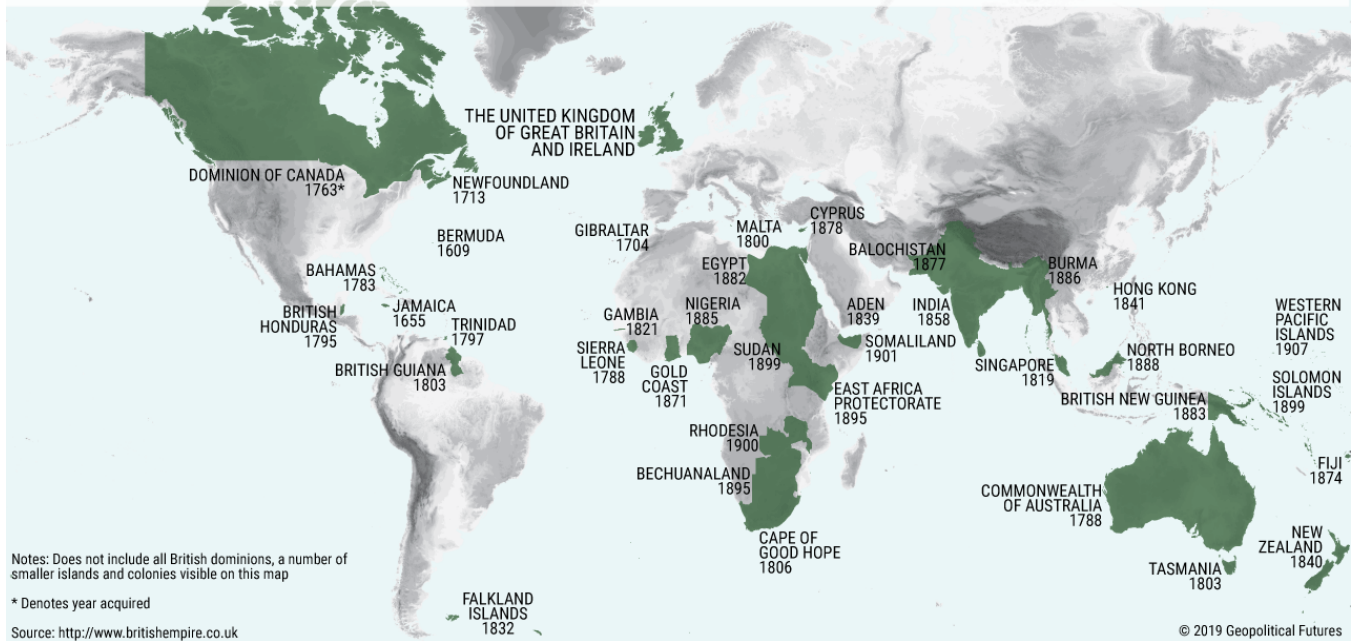 THE UNITED KINGDOM
OF GREAT BRITAIN
AND IRELAND
DOMINION OF CANADA
1763*
NEWFOUNDLAND
1713
BERMUDA
1609
BAHAMAS
1783
JAMAICA
1655
BRITISH
HONDURAS
1795
TRINIDAD
1797
BRITISH GUIANA
1803
GIBRALTAR
1704
MALTA
1800
CYPRUS
1878
EGYPT
1882
BALOCHISTAN
1877
BURMA
1886
HONG KONG
1841
GAMBIA
1821
NIGERIA
1885
ADEN
1839
INDIA
1858
WESTERN
PACIFIC
ISLANDS
1907
SIERRA
LEONE
1788
GOLD
COAST
1871
SUDAN
1899
SOMALILAND
1901
SINGAPORE
1819
NORTH BORNEO
1888
EAST AFRICA
PROTECTORATE
1895
BRITISH NEW GUINEA
1883
SOLOMON
ISLANDS
1899
RHODESIA
1900
BECHUANALAND
1895
FIJI
1874
COMMONWEALTH
OF AUSTRALIA
1788
CAPE OF
GOOD HOPE
1806
NEW
ZEALAND
1840
TASMANIA
1803
FALKLAND
ISLANDS
1832
Notes: Does not include all British dominions, a number of
smaller islands and colonies visible on this map
* Denotes year acquired
Source: http://www.britishempire.co.uk
© 2019 Geopolitical Futures